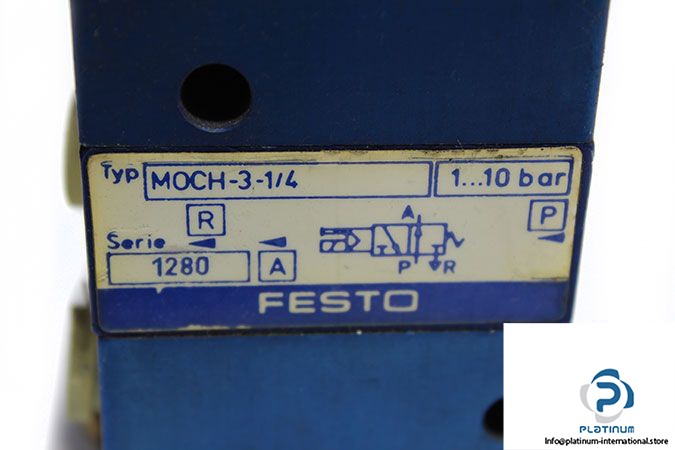 Typ MOCH-3-1/4 1...10 bar
R A P
Serie
1280 A P R
FESTO
P
PLATINUM
Info@platinum-international.store